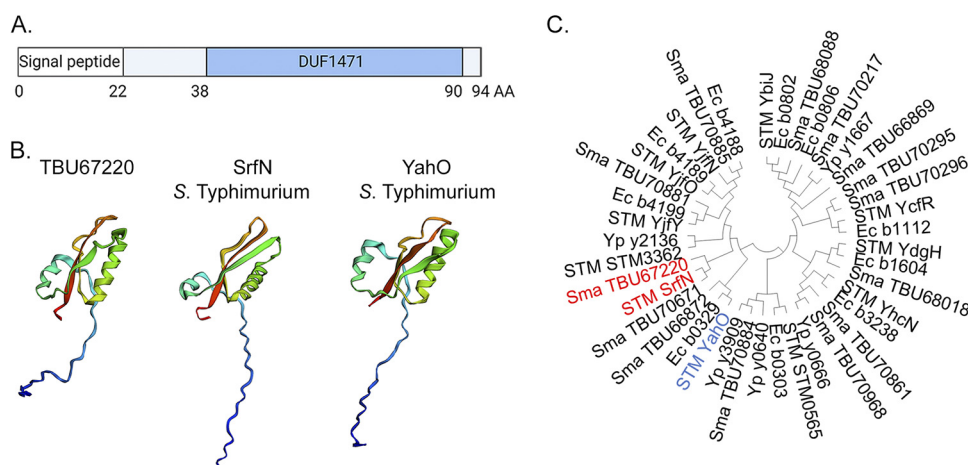 A.
Signal peptide
DUF1471
0
22
38
90
94 AA
B.
TBU67220
SrfN
S. Typhimurium
YahO
S. Typhimurium
C.
STM YbiJ
Ec b0802
Sma TBU68088
Ec b0806
Sma TBU70217
Yp y1667
Sma TBU66869
Sma TBU70295
Sma TBU70296
STM YcfR
Ec b1112
STM YdgH
Ec b1604
Sma TBU68018
STM YhcN
Ec b3238
Sma TBU70861
Sma TBU70968
Yp y0666
STM STM0565
Ec b0303
Yp y0640
Sma TBU70884
Yp y3909
STM YahO
Ec b0329
Sma TBU66872
Sma TBU70671
STM SrfN
Sma TBU67220
STM STM3362
Yp y2136
STM YjfY
Ec b4199
Sma TBU70881
STM YjfO
Ec b4189
STM YjfN
Sma TBU70885
Ec b4188